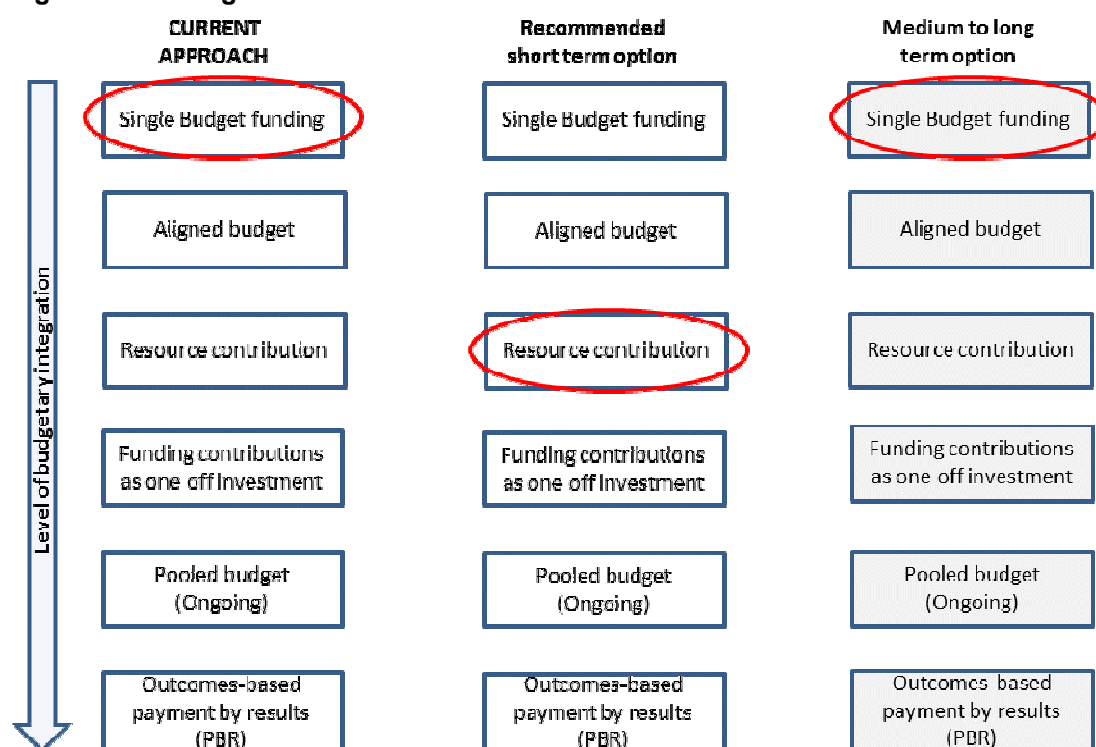 CURRENT
APPROACH
Single Budget funding
Aligned budget
Resource contribution
Funding contributions
as one off investment
Pooled budget
(Ongoing)
Outcomes-based
payment by results
(PBR)
Recommended
short term option
Single Budget funding
Aligned budget
Resource contribution
Funding contributions
as one off investment
Pooled budget
(Ongoing)
Outcomes-based
payment by results
(PBR)
Medium to long
term option
Single Budget funding
Aligned budget
Resource contribution
Funding contributions
as one off investment
Pooled budget
(Ongoing)
Outcomes-based
payment by results
(PBR)
Level of budgetary integration